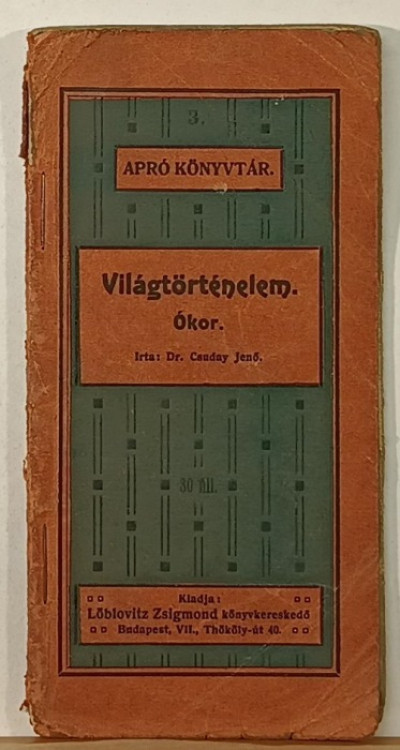 3.
APRÓ KÖNYVTÁR.
Világtörténelem.
Ókor.
Irta: Dr. Csuday Jenő.
30 fill.
Kiadja:
Löblovitz Zsigmond könyvkereskedő
Budapest, VII., Thököly-út 40.